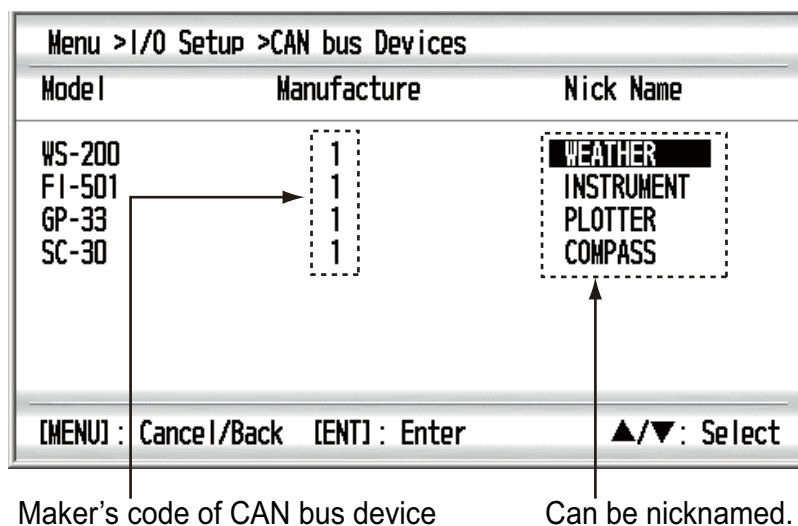 Menu >I/O Setup >CAN bus Devices
Model Manufacture Nick Name
WS-200 1 WEATHER
FI-501 1 INSTRUMENT
GP-33 1 PLOTTER
SC-30 1 COMPASS
[MENU]: Cancel/Back [ENT]: Enter ▲/▼: Select
Maker's code of CAN bus device Can be nicknamed.